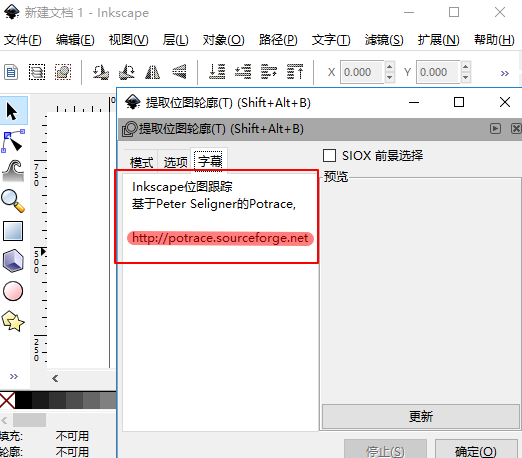 新建文档 1 - Inkscape
文件(F) 编辑(E) 视图(V) 层(L) 对象(O) 路径(P) 文字(T) 滤镜(S) 扩展(N) 帮助(H)
X 0.000 Y 0.000 »
提取位图轮廓(T) (Shift+Alt+B)
提取位图轮廓(T) (Shift+Alt+B)
模式 选项 字幕
SIOX 前景选择
预览
Inkscape位图跟踪
基于Peter Seligner的Potrace,
http://potrace.sourceforge.net
750
500
250
»
更新
停止(S) 确定(O)
填充: 不可用
轮廓: 不可用